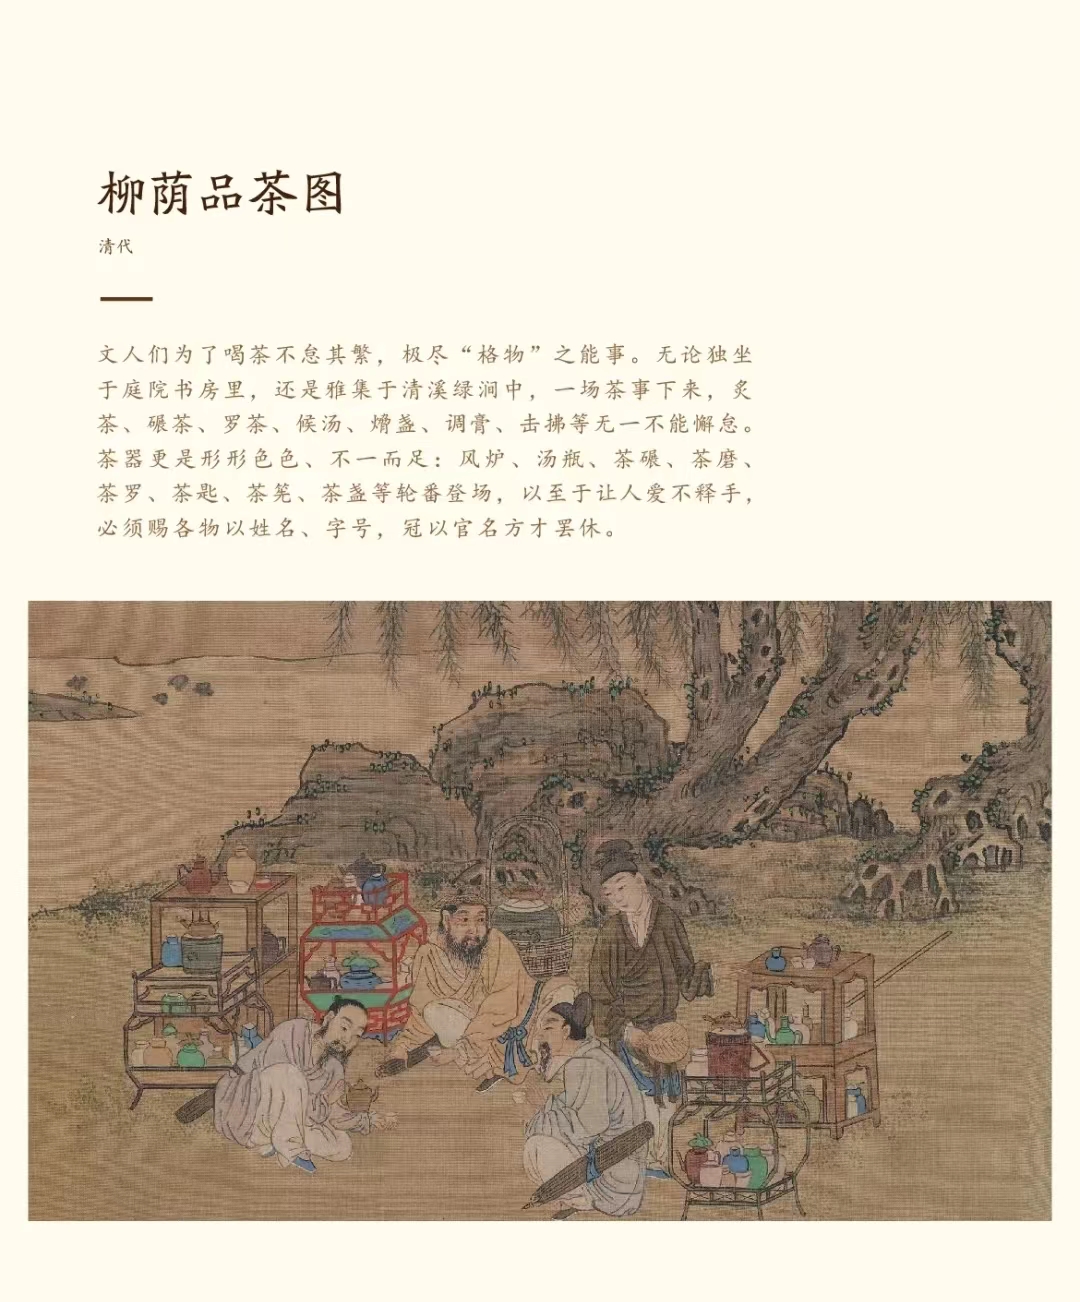 柳荫品茶图
清代
文人们为了喝茶不怠其繁，极尽“格物”之能事。无论独坐
于庭院书房里，还是雅集于清溪绿涧中，一场茶事下来，炙
茶、碾茶、罗茶、候汤、熁盏、调膏、击拂等无一不能懈怠。
茶器更是形形色色、不一而足：风炉、汤瓶、茶碾、茶磨、
茶罗、茶匙、茶筅、茶盏等轮番登场，以至于让人爱不释手，
必须赐各物以姓名、字号，冠以官名方才罢休。